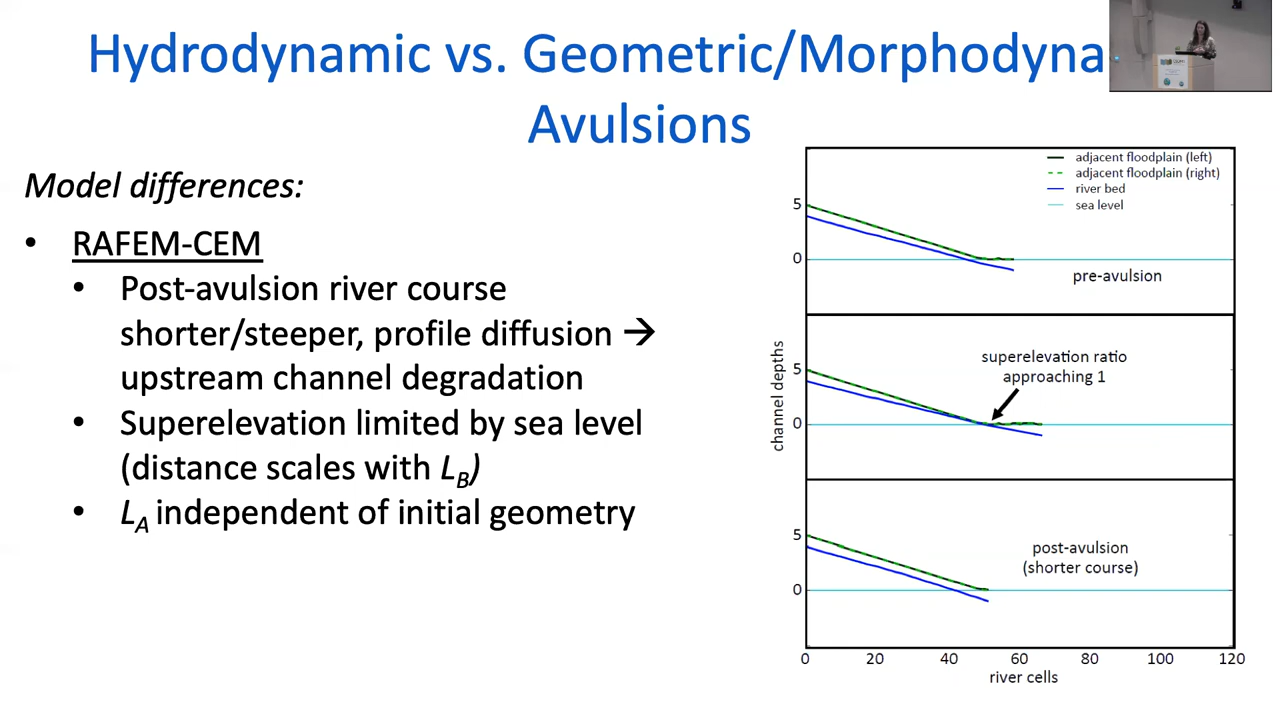 Hydrodynamic vs. Geometric/Morphodyna
Avulsions
Model differences:
• RAFEM-CEM
• Post-avulsion river course
shorter/steeper, profile diffusion →
upstream channel degradation
• Superelevation limited by sea level
(distance scales with L_B)
• L_A independent of initial geometry
adjacent floodplain (left)
adjacent floodplain (right)
river bed
sea level
5
0
pre-avulsion
superelevation ratio
approaching 1
5
0
channel depths
post-avulsion
(shorter course)
5
0
0 20 40 60 80 100 120
river cells